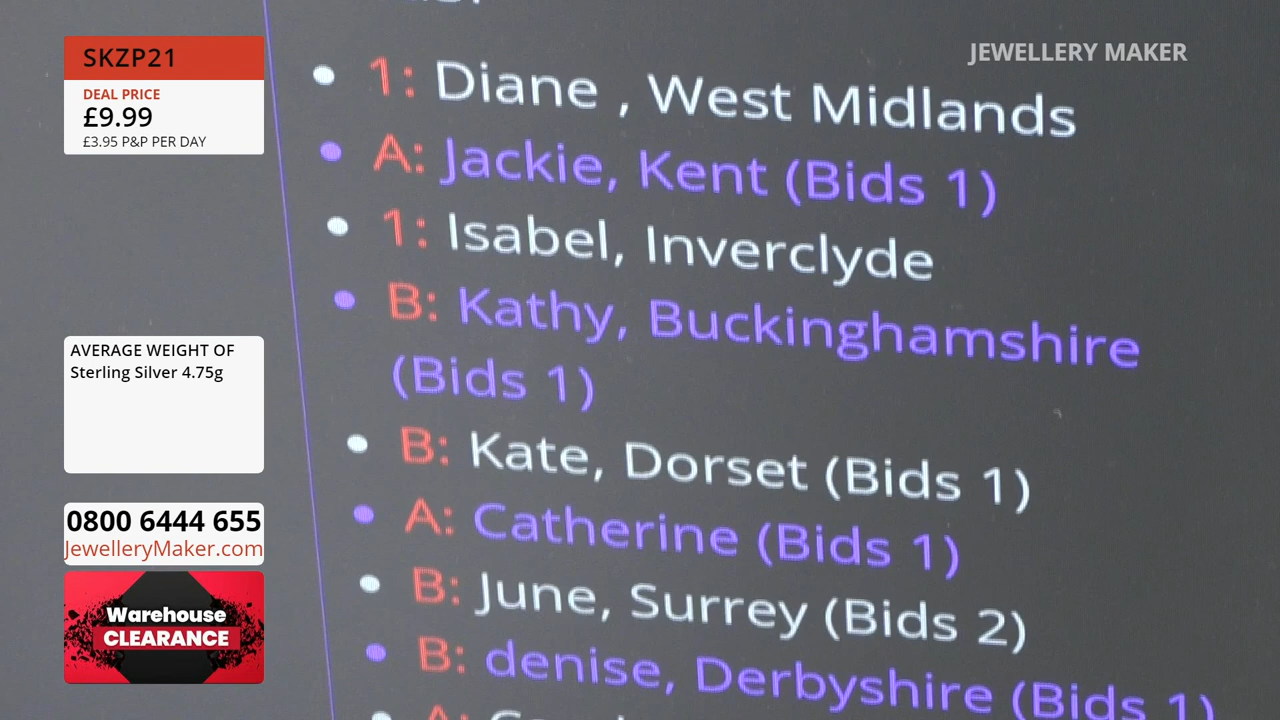 SKZP21
DEAL PRICE
£9.99
£3.95 P&P PER DAY
AVERAGE WEIGHT OF
Sterling Silver 4.75g
0800 6444 655
JewelleryMaker.com
Warehouse
CLEARANCE
JEWELLERY MAKER
1: Diane , West Midlands
A: Jackie, Kent (Bids 1)
1: Isabel, Inverclyde
B: Kathy, Buckinghamshire
(Bids 1)
B: Kate, Dorset (Bids 1)
A: Catherine (Bids 1)
B: June, Surrey (Bids 2)
B: denise, Derbyshire (Bids 1)